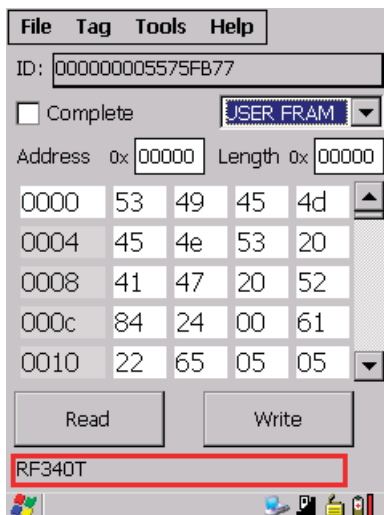 File Tag Tools Help
ID: 000000005575FB77
Complete USER FRAM
Address 0x 00000 Length 0x 00000
0000 53 49 45 4d
0004 45 4e 53 20
0008 41 47 20 52
000c 84 24 00 61
0010 22 65 05 05
Read Write
RF340T